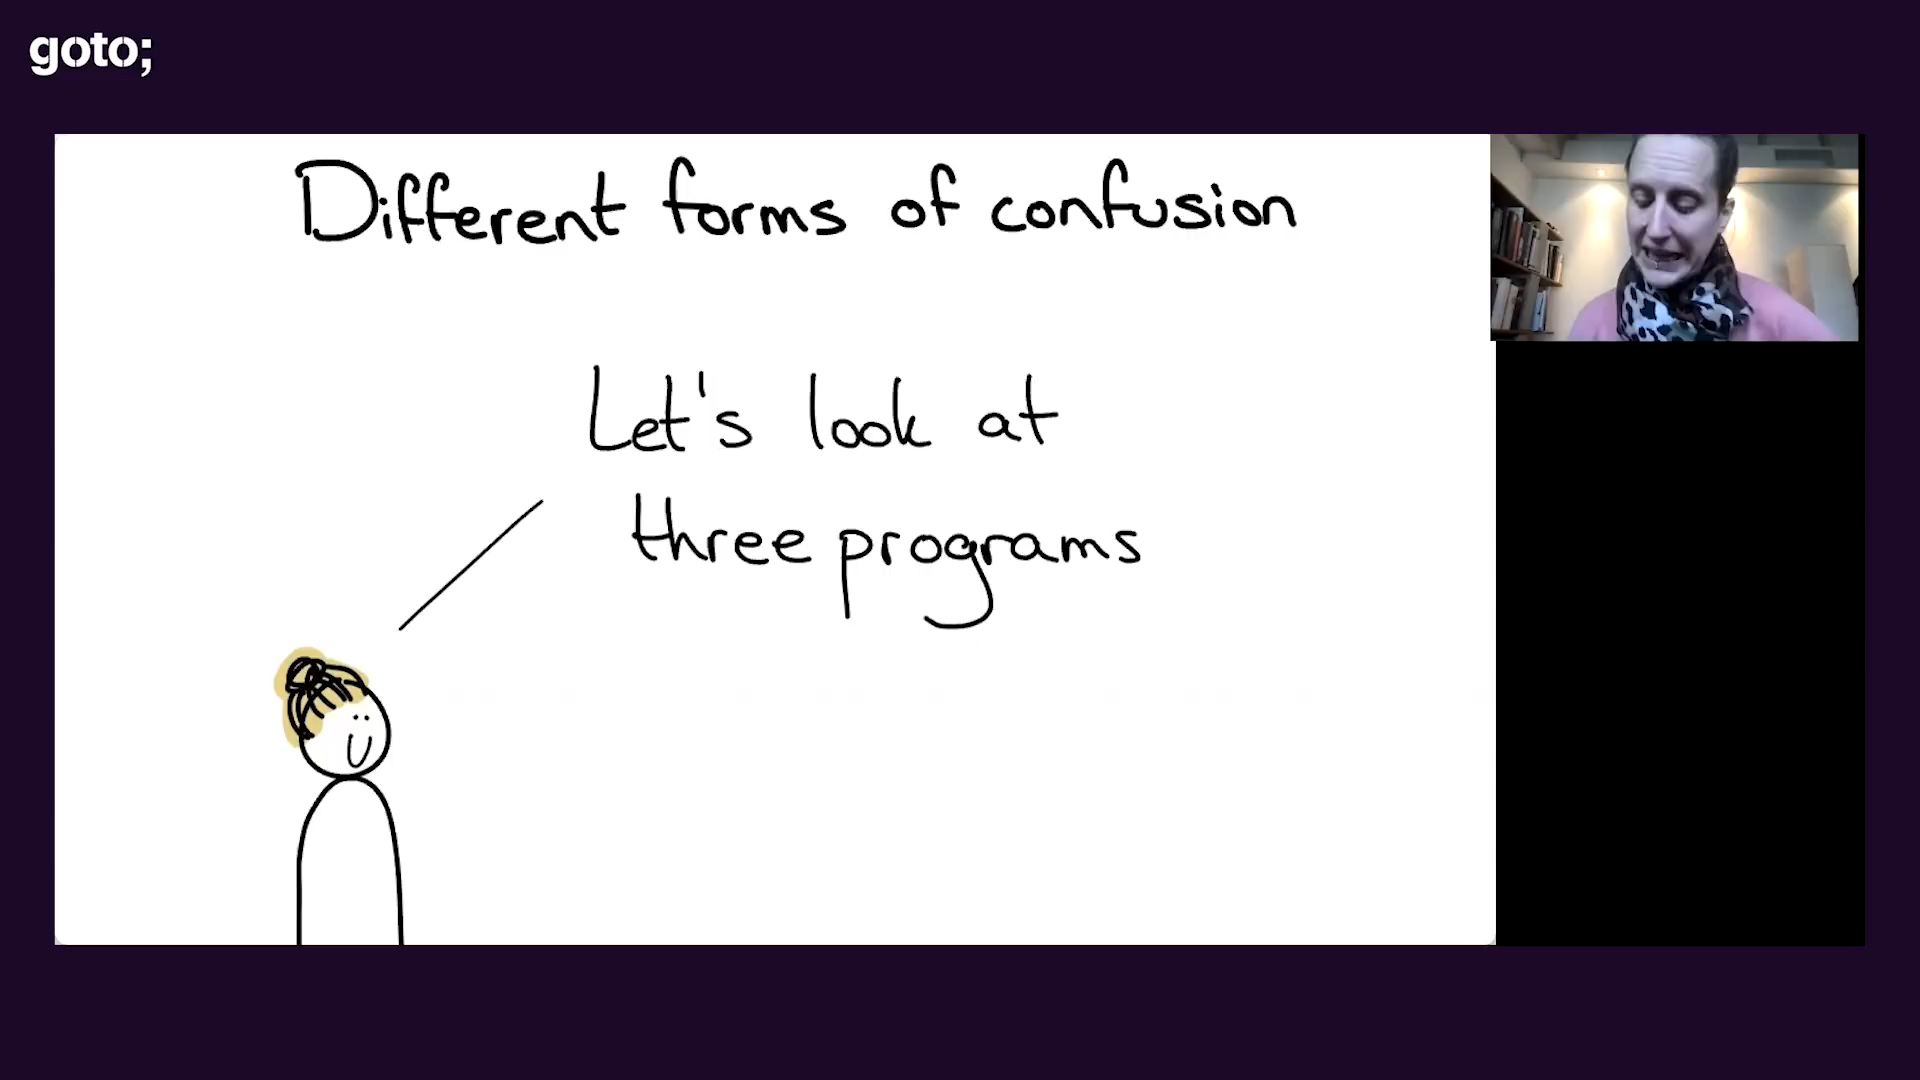 goto;
Different forms of confusion
Let's look at
three programs